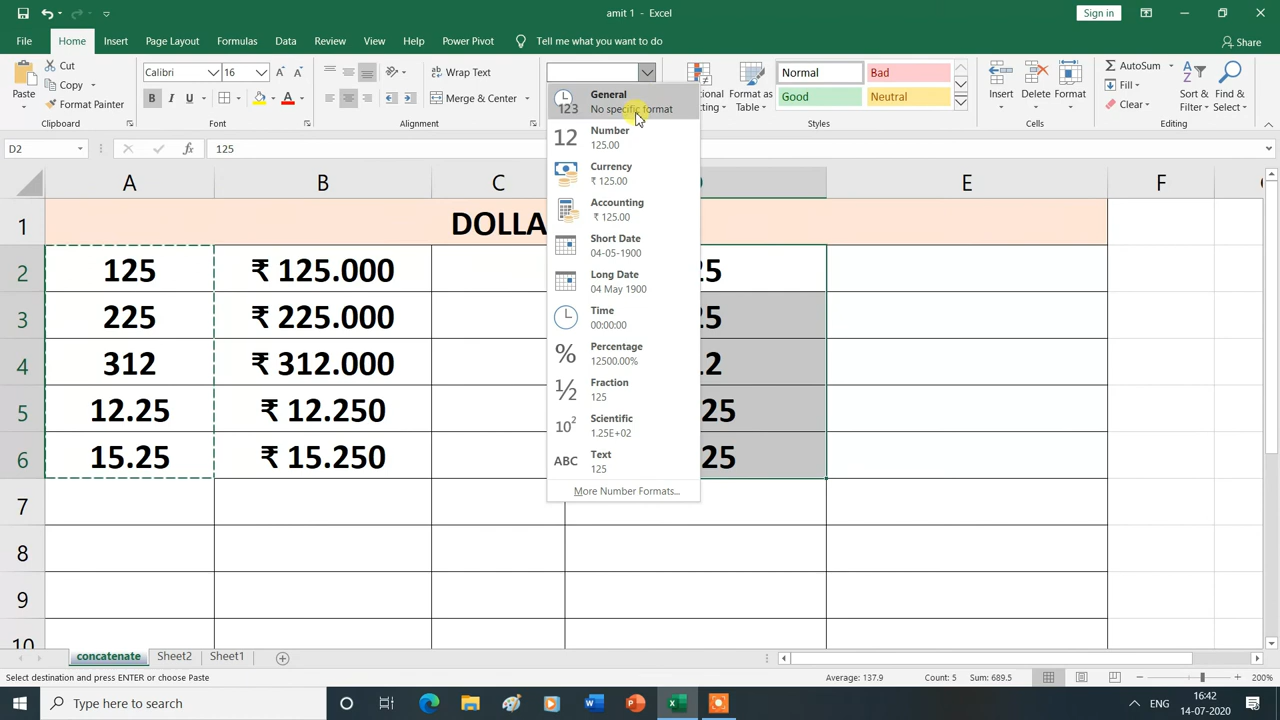 amit 1 - Excel
Sign in
File Home Insert Page Layout Formulas Data Review View Help Power Pivot Tell me what you want to do Share
Paste
Cut
Copy
Format Painter
Clipboard
Calibri 16
B I U
Font
Wrap Text
Merge & Center
Alignment
Format as
Table
Normal Bad
Good Neutral
Styles
Insert Delete Format
Cells
AutoSum
Fill
Clear
Sort & Find &
Filter Select
Editing
D2 fx 125
A B C E F
1 DOLLA
2 125 ₹ 125.000
3 225 ₹ 225.000
4 312 ₹ 312.000
5 12.25 ₹ 12.250
6 15.25 ₹ 15.250
7
8
9
10
General
123 No specific format
12 Number
125.00
Currency
₹ 125.00
Accounting
₹ 125.00
Short Date
04-05-1900
Long Date
04 May 1900
Time
00:00:00
% Percentage
12500.00%
½ Fraction
125
10² Scientific
1.25E+02
ABC Text
125
More Number Formats...
concatenate Sheet2 Sheet1
Select destination and press ENTER or choose Paste Average: 137.9 Count: 5 Sum: 689.5 200%
Type here to search ENG 16:42
14-07-2020